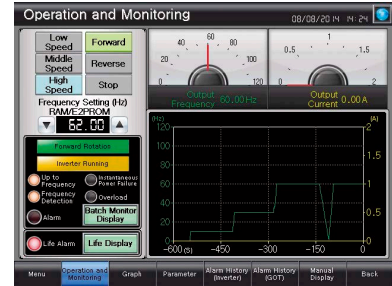 Operation and Monitoring
08/08/2014 14:24
Low Speed
Forward
Middle Speed
Reverse
High Speed
Stop
Frequency Setting (Hz)
RAM/E2PROM
62.00
Forward Rotation
Inverter Running
Up to Frequency
Instantaneous Power Failure
Frequency Detection
Overload
Alarm
Batch Monitor Display
Life Alarm
Life Display
0 20 40 60 80 100 120
Output Frequency 60.00Hz
0 0.5 1 1.5 2
Output Current 0.00A
(Hz)
(A)
120
100
80
60
40
20
0
2
1.5
1
0.5
0
-600 (s) -450 -300 -150 0
Menu
Operation and Monitoring
Graph
Parameter
Alarm History (Inverter)
Alarm History (GOT)
Manual Display
Back